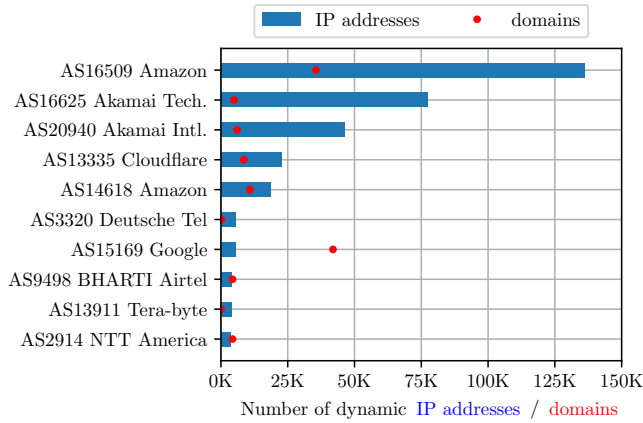 IP addresses domains
AS16509 Amazon
AS16625 Akamai Tech.
AS20940 Akamai Intl.
AS13335 Cloudflare
AS14618 Amazon
AS3320 Deutsche Tel
AS15169 Google
AS9498 BHARTI Airtel
AS13911 Tera-byte
AS2914 NTT America
0K 25K 50K 75K 100K 125K 150K
Number of dynamic IP addresses / domains